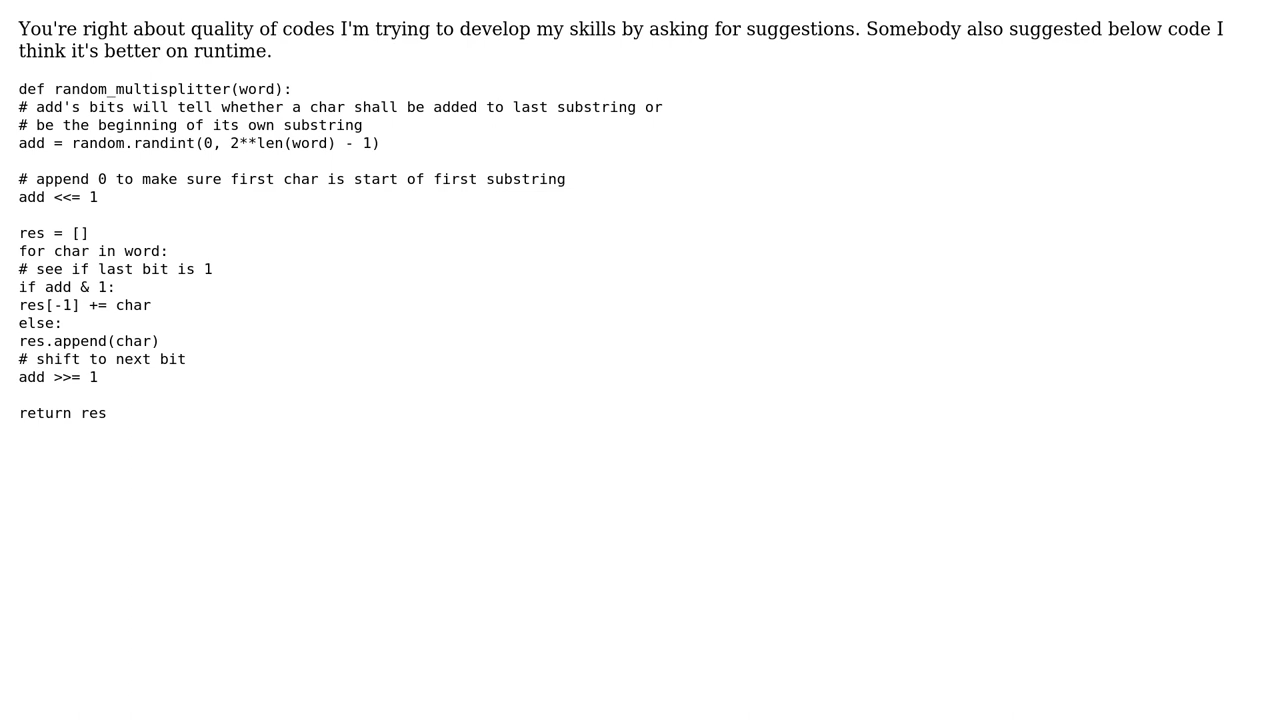 You're right about quality of codes I'm trying to develop my skills by asking for suggestions. Somebody also suggested below code I
think it's better on runtime.
def random_multisplitter(word):
# add's bits will tell whether a char shall be added to last substring or
# be the beginning of its own substring
add = random.randint(0, 2**len(word) - 1)
# append 0 to make sure first char is start of first substring
add <<= 1
res = []
for char in word:
# see if last bit is 1
if add & 1:
res[-1] += char
else:
res.append(char)
# shift to next bit
add >>= 1
return res